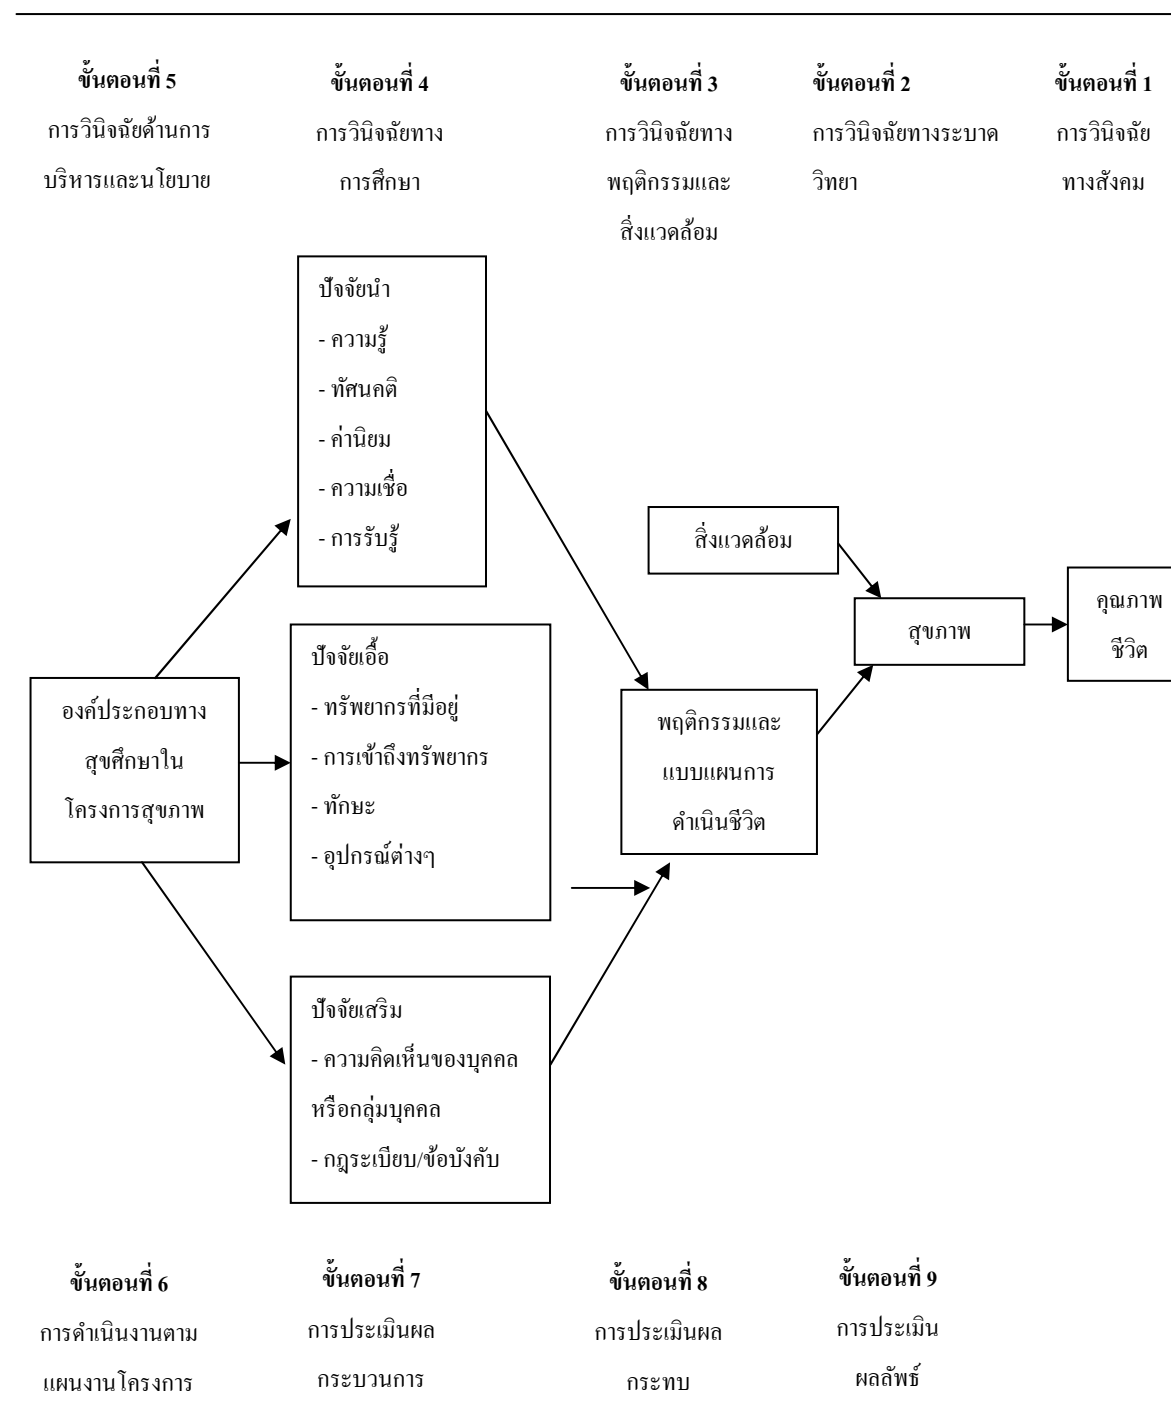 ขั้นตอนที่ 5
การวินิจฉัยด้านการ
บริหารและนโยบาย
ขั้นตอนที่ 4
การวินิจฉัยทาง
การศึกษา
ขั้นตอนที่ 3
การวินิจฉัยทาง
พฤติกรรมและ
สิ่งแวดล้อม
ขั้นตอนที่ 2
การวินิจฉัยทางระบาด
วิทยา
ขั้นตอนที่ 1
การวินิจฉัย
ทางสังคม
ปัจจัยนำ
- ความรู้
- ทัศนคติ
- ค่านิยม
- ความเชื่อ
- การรับรู้
สิ่งแวดล้อม
สุขภาพ
คุณภาพ
ชีวิต
องค์ประกอบทาง
สุขศึกษาใน
โครงการสุขภาพ
ปัจจัยเอื้อ
- ทรัพยากรที่มีอยู่
- การเข้าถึงทรัพยากร
- ทักษะ
- อุปกรณ์ต่างๆ
พฤติกรรมและ
แบบแผนการ
ดำเนินชีวิต
ปัจจัยเสริม
- ความคิดเห็นของบุคคล
หรือกลุ่มบุคคล
- กฎระเบียบ/ข้อบังคับ
ขั้นตอนที่ 6
การดำเนินงานตาม
แผนงานโครงการ
ขั้นตอนที่ 7
การประเมินผล
กระบวนการ
ขั้นตอนที่ 8
การประเมินผล
กระทบ
ขั้นตอนที่ 9
การประเมิน
ผลลัพธ์